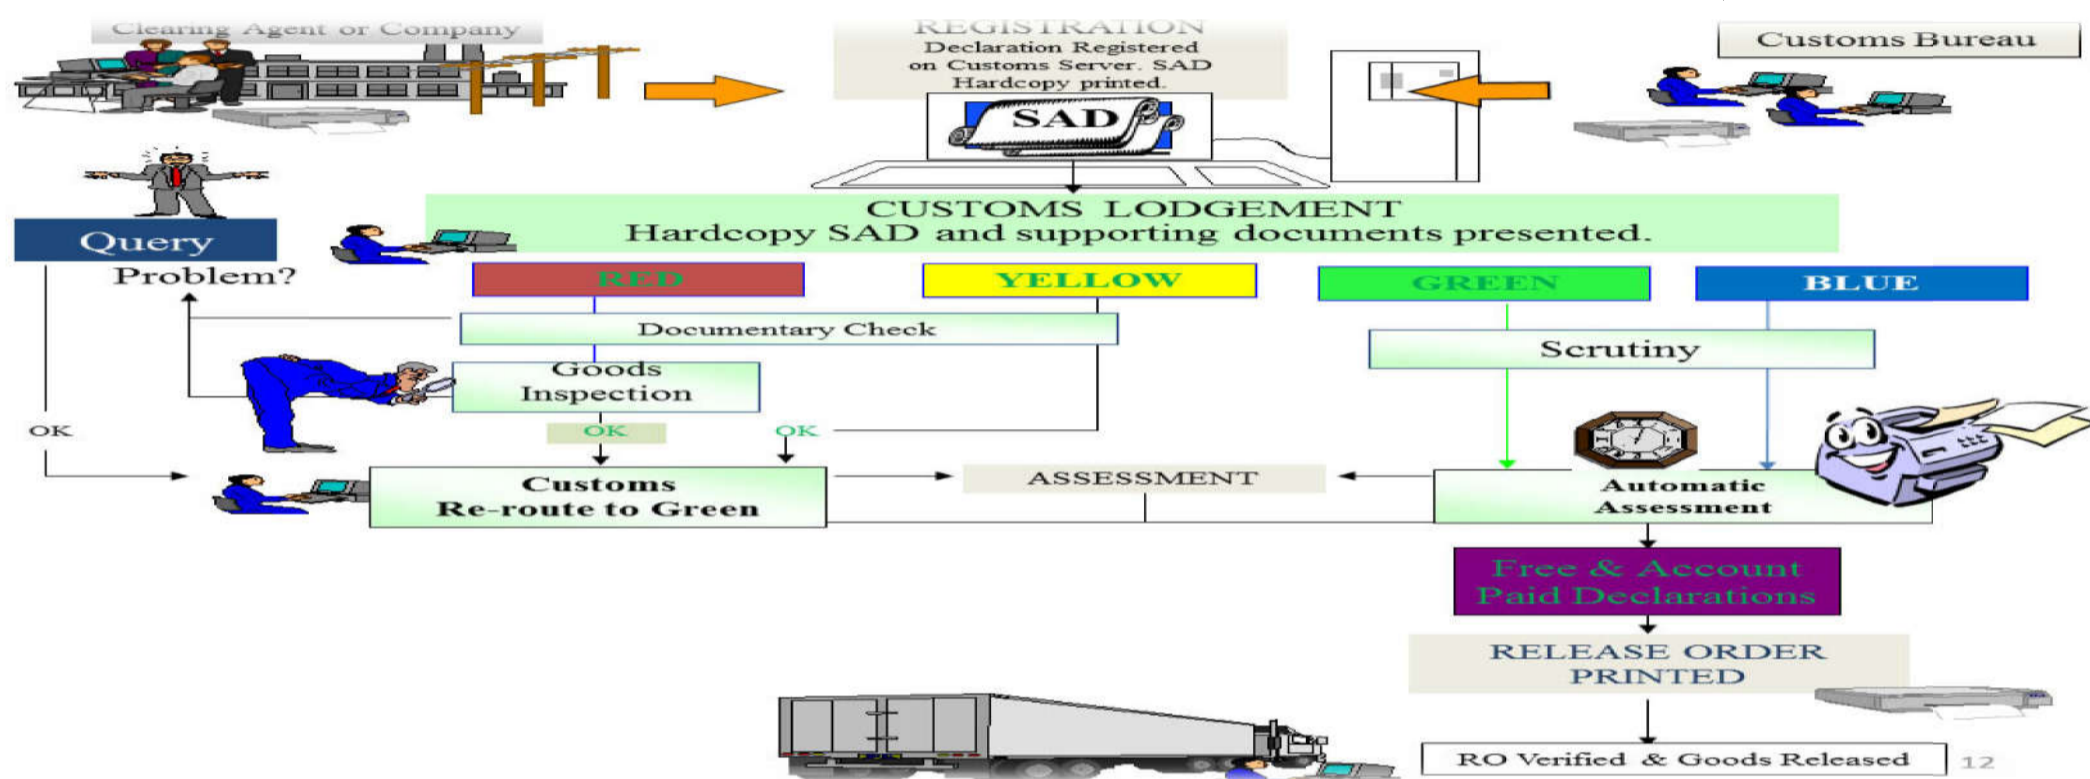 Clearing Agent or Company
REGISTRATION
Declaration Registered
on Customs Server. SAD
Hardcopy printed.
Customs Bureau
SAD
CUSTOMS LODGEMENT
Hardcopy SAD and supporting documents presented.
Query
Problem?
RED
YELLOW
GREEN
BLUE
Documentary Check
Scrutiny
Goods
Inspection
OK
OK
OK
Customs
Re-route to Green
ASSESSMENT
Automatic
Assessment
Free & Account
Paid Declarations
RELEASE ORDER
PRINTED
RO Verified & Goods Released
12